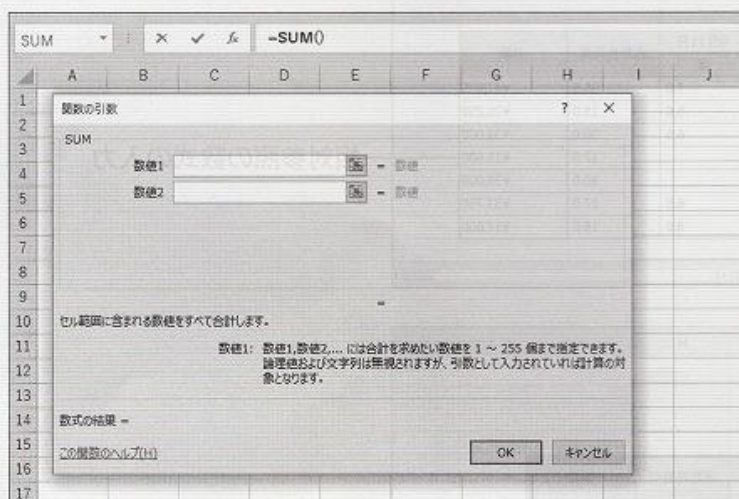 SUM fx =SUM()
A B C D E F G H I J
1
関数の引数 ? ×
2
SUM
3
数値1 = 数値
4
数値2 = 数値
5
6
7
8
9
=
10
セル範囲に含まれる数値をすべて合計します。
11
数値1: 数値1,数値2,... には合計を求めたい数値を 1 ～ 255 個まで指定できます。
論理値および文字列は無視されますが、引数として入力されていれば計算の対
12
象となります。
13
14
数式の結果 =
15
この関数のヘルプ(H) OK キャンセル
16
17